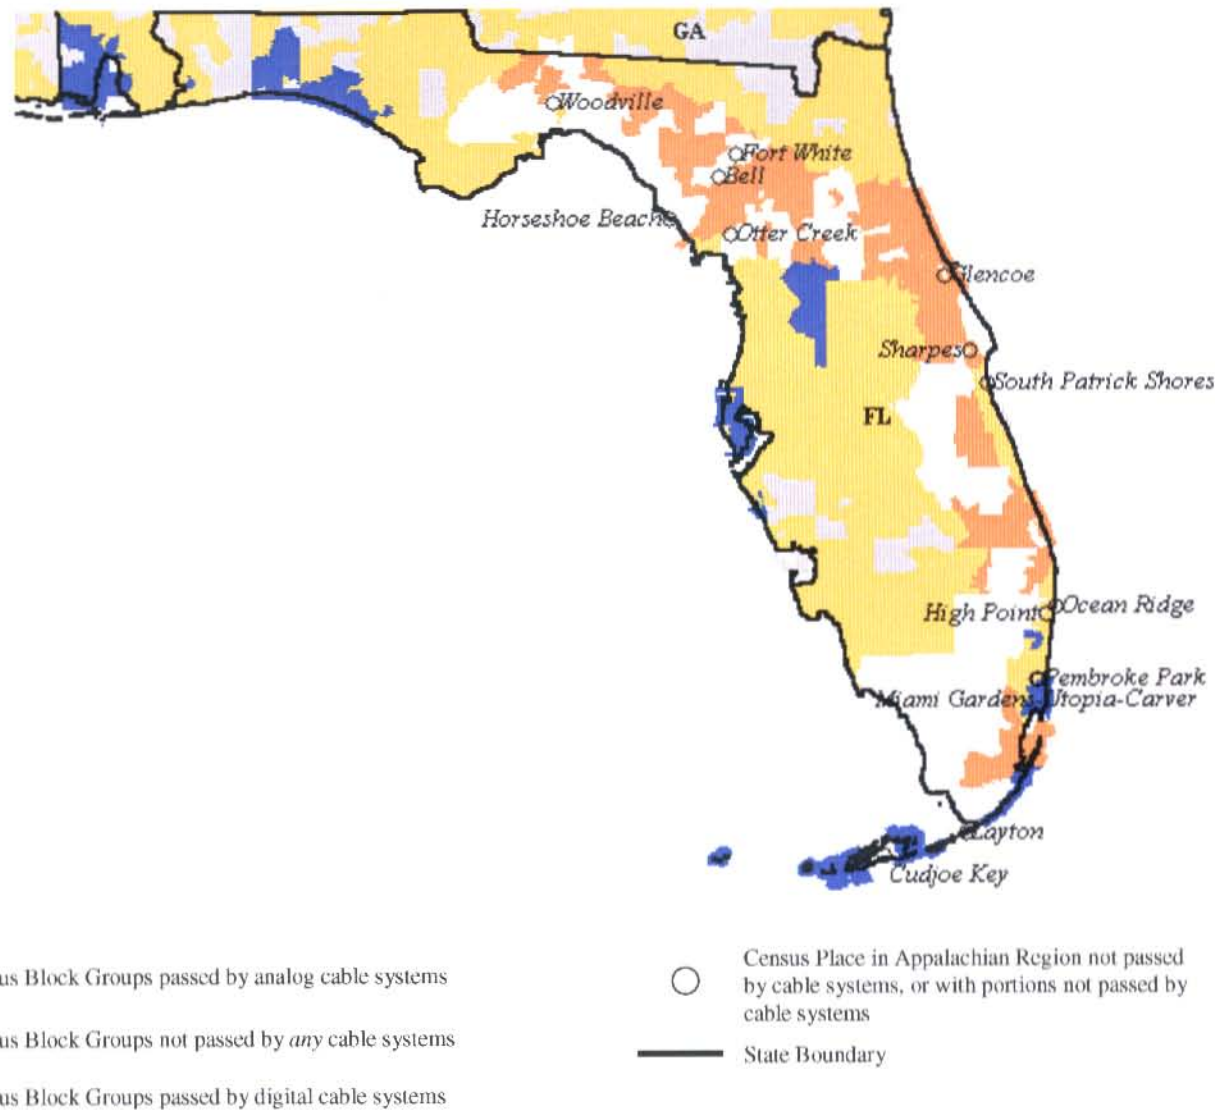 GA
Woodville
Fort White
Bell
Horseshoe Beach
Otter Creek
Glencoe
Sharpes
South Patrick Shores
FL
High Point
Ocean Ridge
Pembroke Park
Miami Gardens-Utopia-Carver
Layton
Cudjoe Key
us Block Groups passed by analog cable systems
us Block Groups not passed by any cable systems
us Block Groups passed by digital cable systems
Census Place in Appalachian Region not passed
by cable systems, or with portions not passed by
cable systems
State Boundary